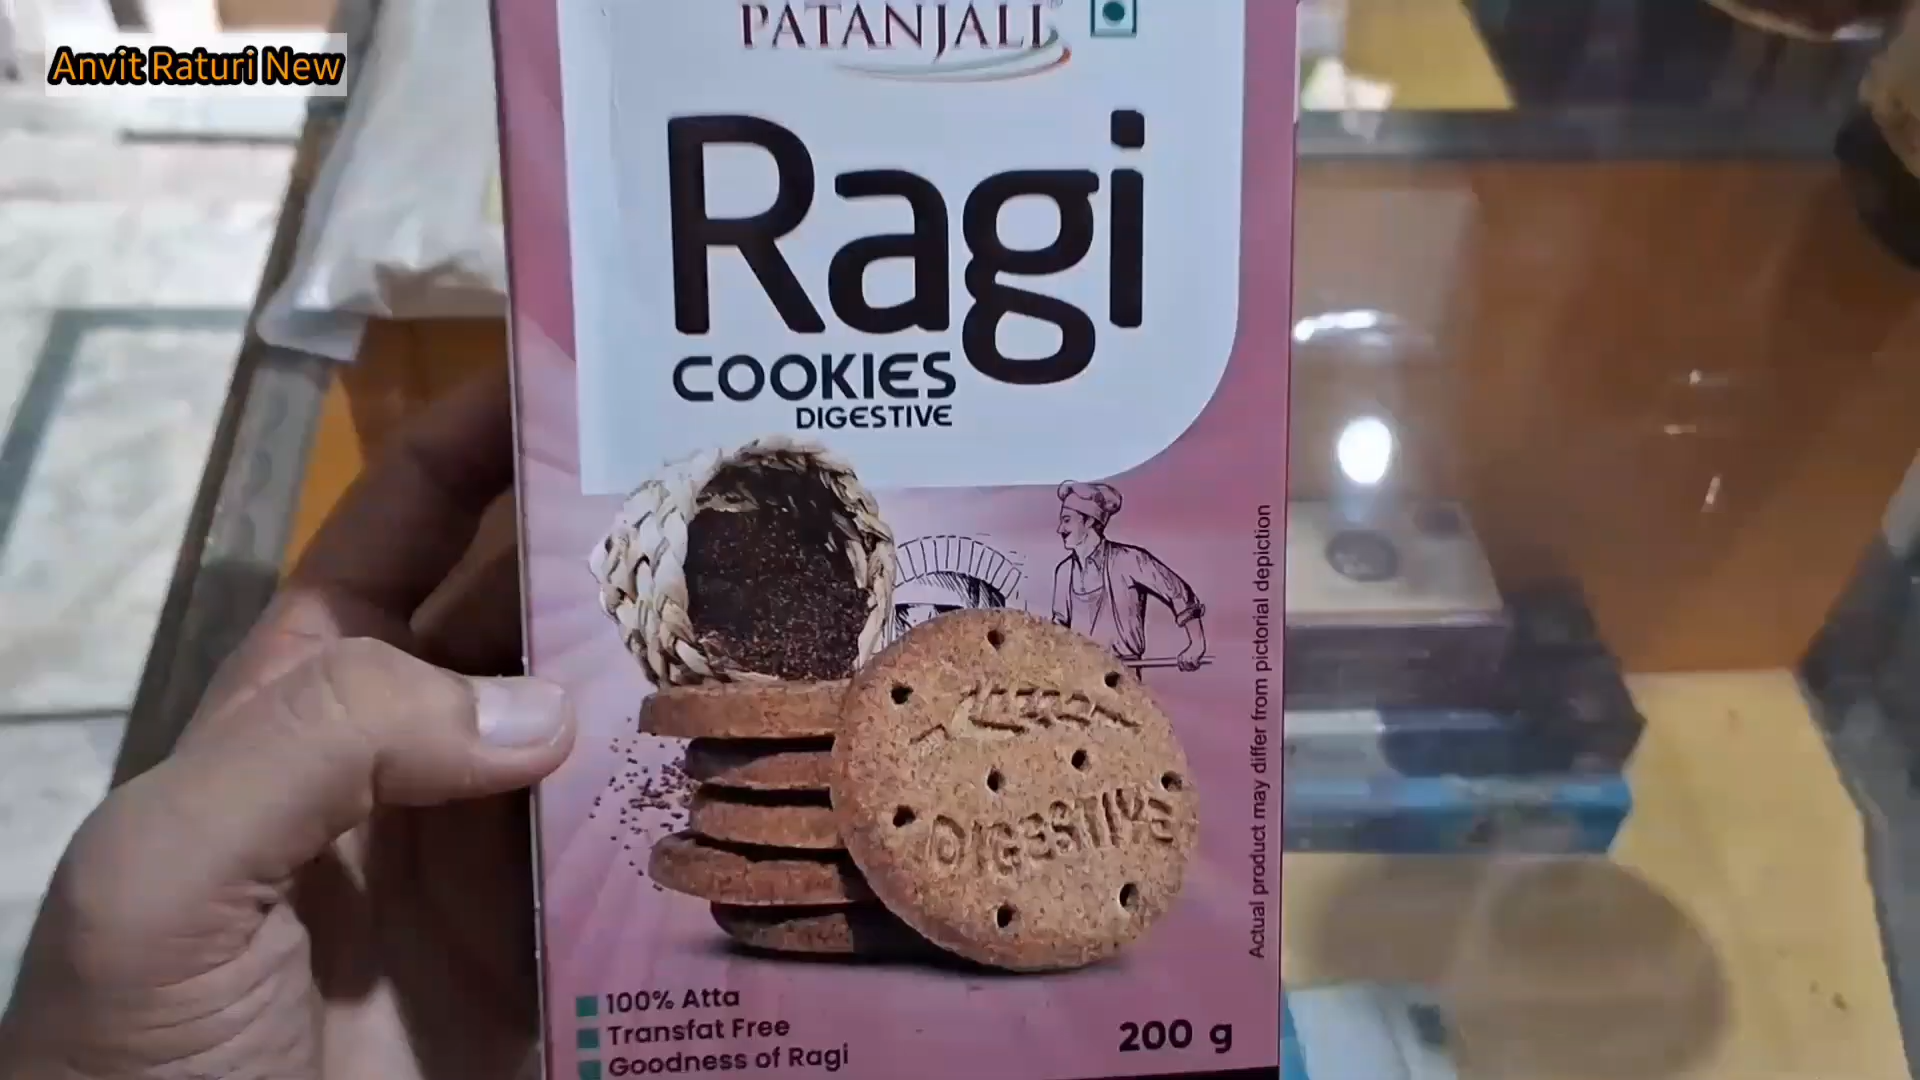 Anvit Raturi New
PATANJALI
Ragi
COOKIES
DIGESTIVE
DIGESTIVE
Actual product may differ from pictorial depiction
100% Atta
Transfat Free
Goodness of Ragi
200 g